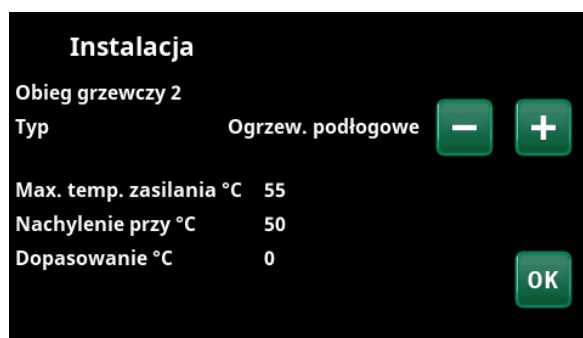 Instalacja
Obieg grzewczy 2
Typ Ogrzew. podłogowe − +
Max. temp. zasilania °C 55
Nachylenie przy °C 50
Dopasowanie °C 0
OK